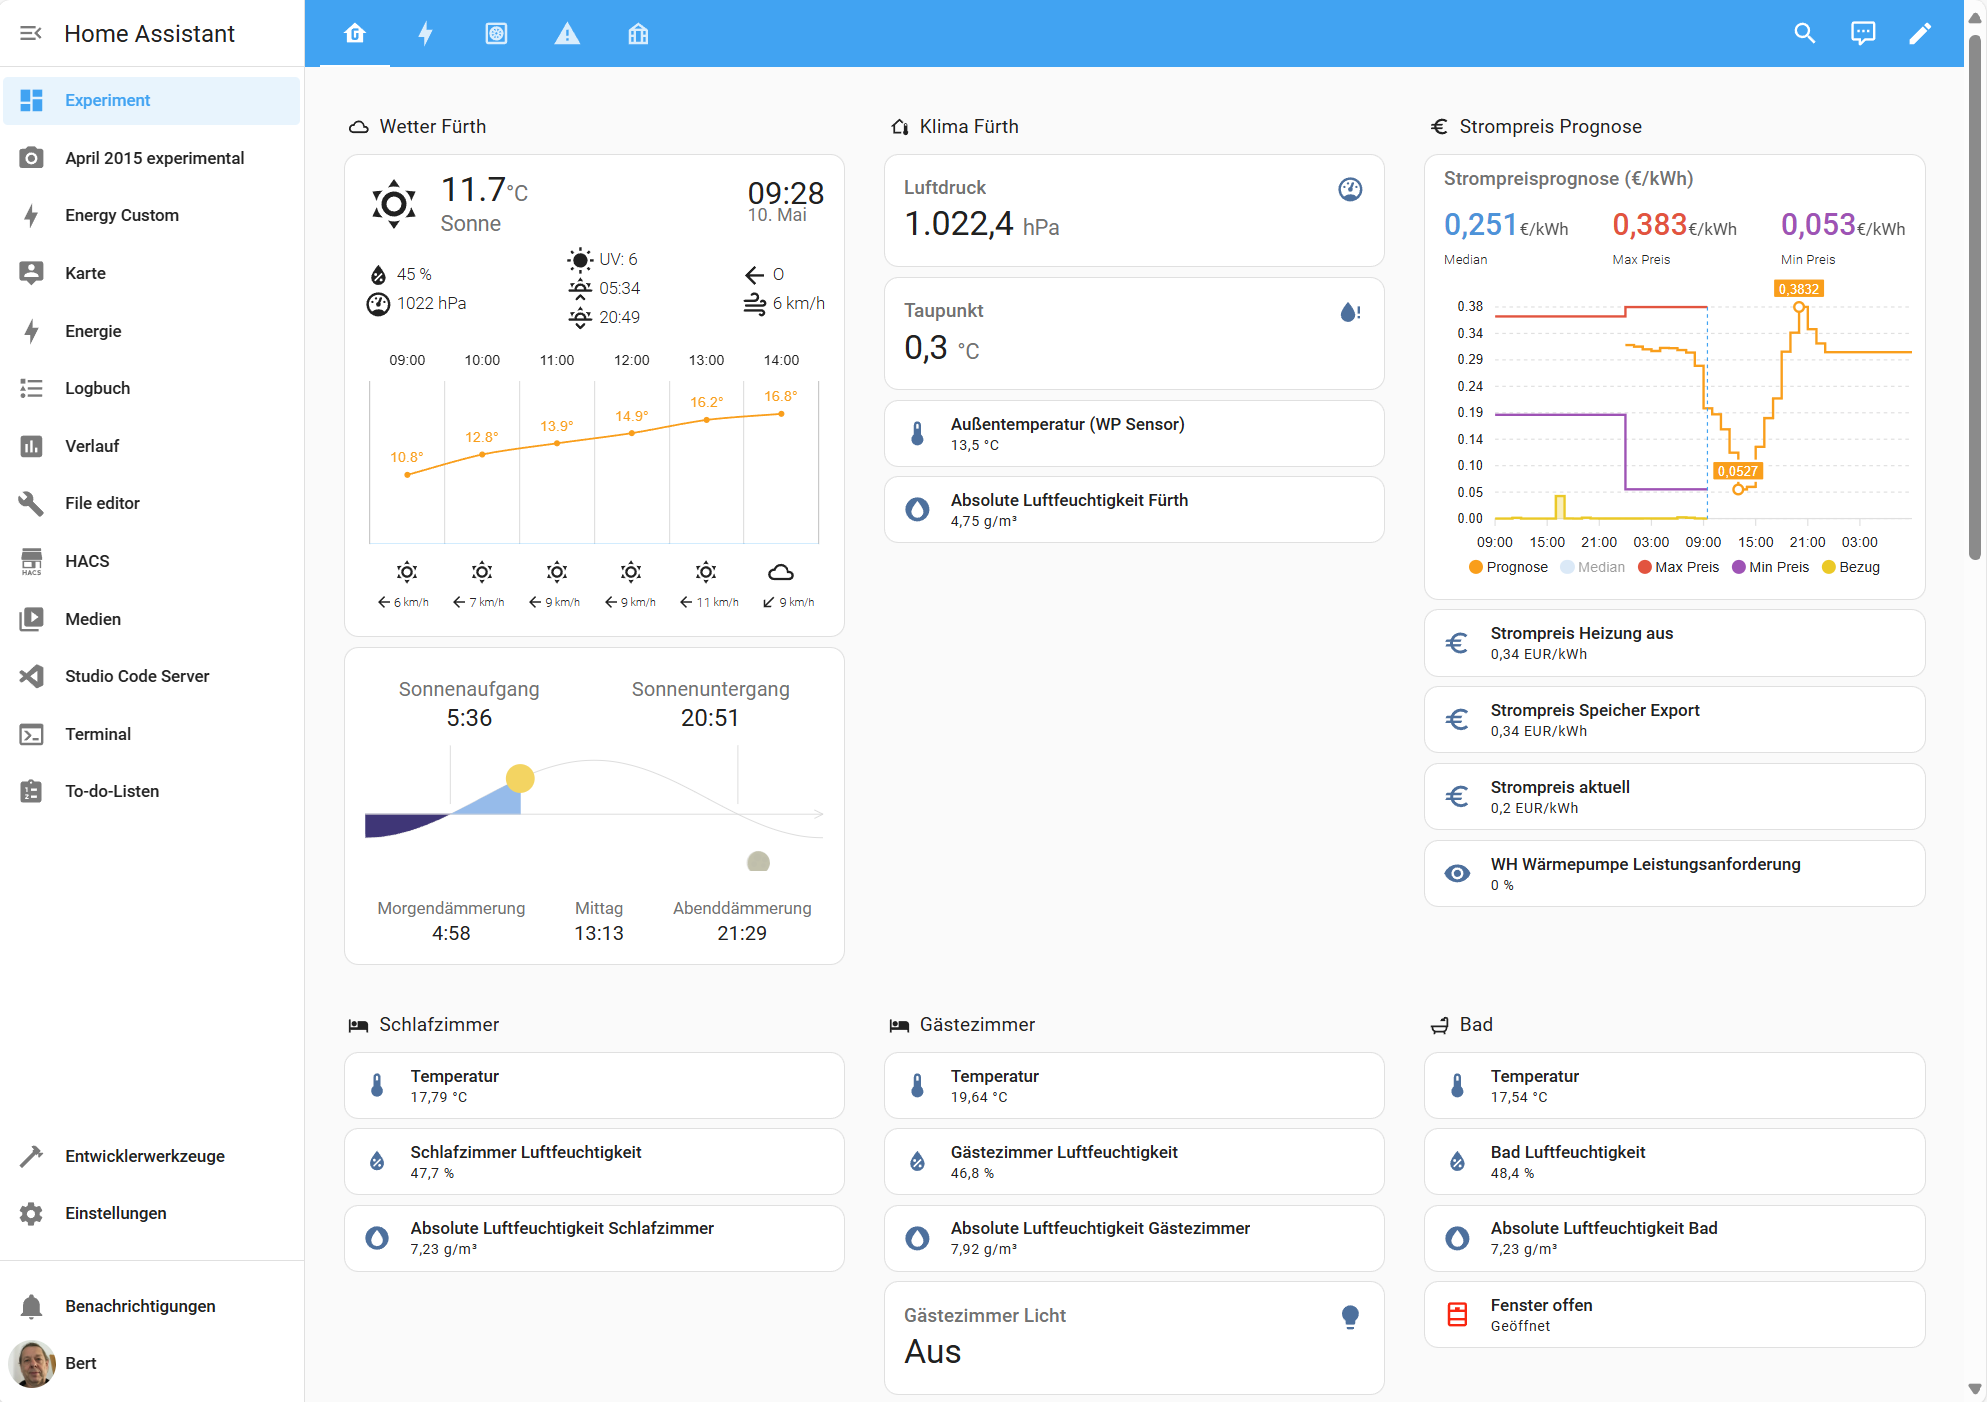 Home Assistant
Experiment
April 2015 experimental
Energy Custom
Karte
Energie
Logbuch
Verlauf
File editor
HACS
HACS
Medien
Studio Code Server
Terminal
To-do-Listen
Entwicklerwerkzeuge
Einstellungen
Benachrichtigungen
Bert
Wetter Fürth
11.7°C
Sonne
09:28
10. Mai
45 %
1022 hPa
UV: 6
05:34
20:49
O
6 km/h
09:00 10:00 11:00 12:00 13:00 14:00
10.8° 12.8° 13.9° 14.9° 16.2° 16.8°
6 km/h 7 km/h 9 km/h 9 km/h 11 km/h 9 km/h
Sonnenaufgang Sonnenuntergang
5:36 20:51
Morgendämmerung Mittag Abenddämmerung
4:58 13:13 21:29
Klima Fürth
Luftdruck
1.022,4 hPa
Taupunkt
0,3 °C
Außentemperatur (WP Sensor)
13,5 °C
Absolute Luftfeuchtigkeit Fürth
4,75 g/m³
Strompreis Prognose
Strompreisprognose (€/kWh)
0,251€/kWh 0,383€/kWh 0,053€/kWh
Median Max Preis Min Preis
0,3832
0.38
0.34
0.29
0.24
0.19
0.14
0.10
0.05
0.00
0,0527
09:00 15:00 21:00 03:00 09:00 15:00 21:00 03:00
Prognose Median Max Preis Min Preis Bezug
Strompreis Heizung aus
0,34 EUR/kWh
Strompreis Speicher Export
0,34 EUR/kWh
Strompreis aktuell
0,2 EUR/kWh
WH Wärmepumpe Leistungsanforderung
0 %
Schlafzimmer
Temperatur
17,79 °C
Schlafzimmer Luftfeuchtigkeit
47,7 %
Absolute Luftfeuchtigkeit Schlafzimmer
7,23 g/m³
Gästezimmer
Temperatur
19,64 °C
Gästezimmer Luftfeuchtigkeit
46,8 %
Absolute Luftfeuchtigkeit Gästezimmer
7,92 g/m³
Gästezimmer Licht
Aus
Bad
Temperatur
17,54 °C
Bad Luftfeuchtigkeit
48,4 %
Absolute Luftfeuchtigkeit Bad
7,23 g/m³
Fenster offen
Geöffnet